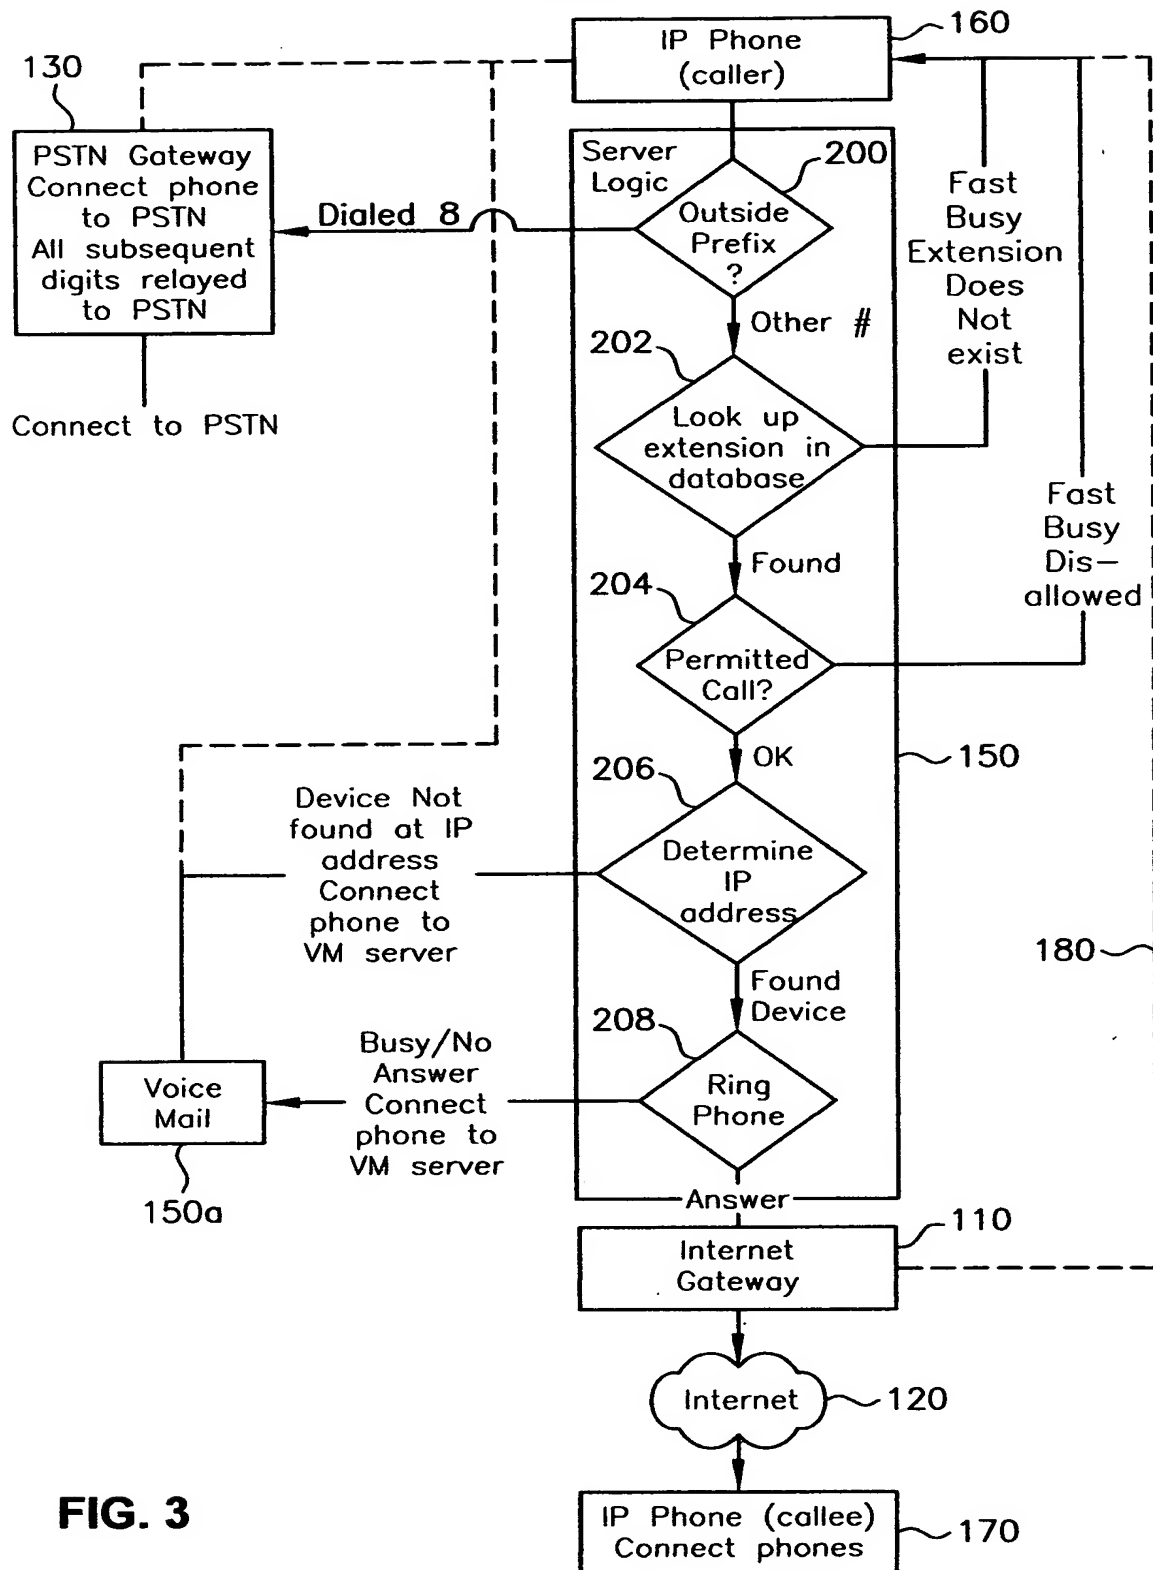 160
IP Phone
(caller)
130
PSTN Gateway
Connect phone
to PSTN
All subsequent
digits relayed
to PSTN
Connect to PSTN
Dialed 8
Server
Logic
200
Outside
Prefix
?
Other #
Fast
Busy
Extension
Does
Not
exist
202
Look up
extension in
database
Fast
Busy
Dis-
allowed
Found
204
Permitted
Call?
OK
150
206
Device Not
found at IP
address
Connect
phone to
VM server
Determine
IP
address
180
Found
Device
208
Busy/No
Answer
Connect
phone to
VM server
Ring
Phone
Voice
Mail
150a
Answer
110
Internet
Gateway
Internet
120
IP Phone (callee)
Connect phones
170
FIG. 3